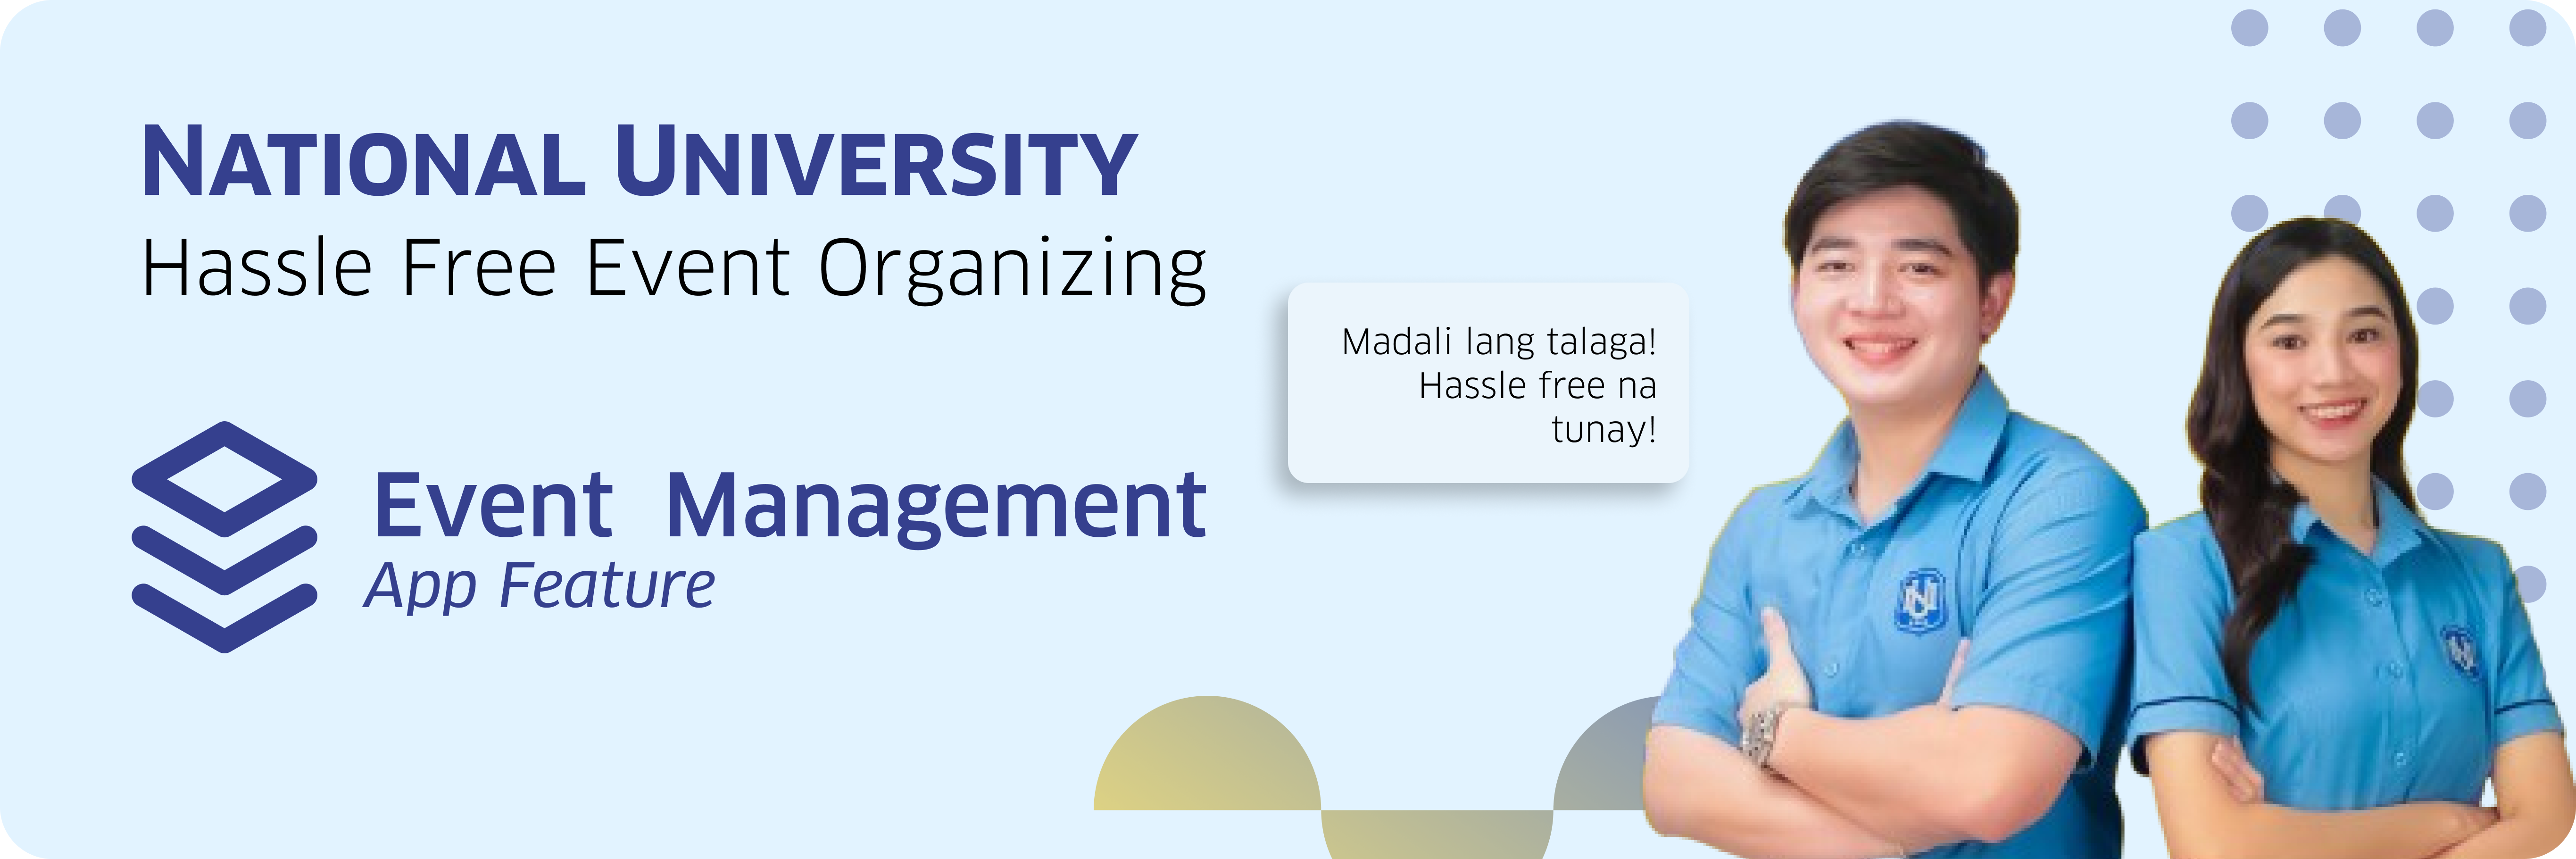 NATIONAL UNIVERSITY
Hassle Free Event Organizing
Event Management
App Feature
Madali lang talaga!
Hassle free na
tunay!